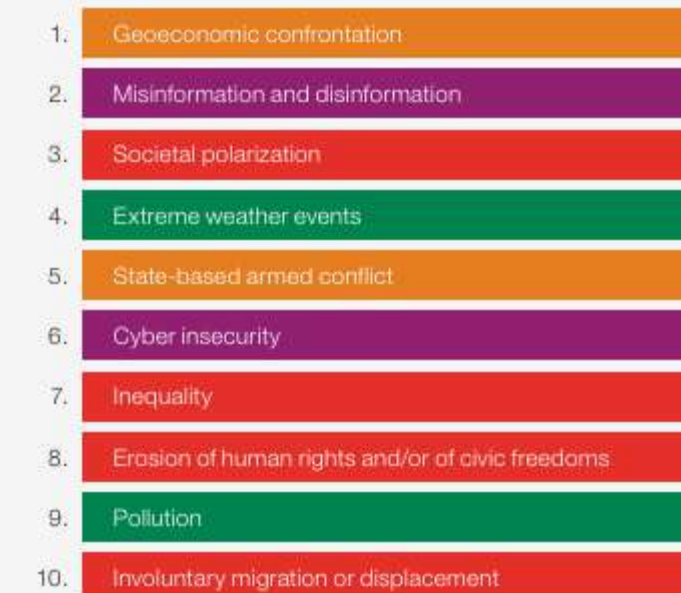 1. Geoeconomic confrontation
2. Misinformation and disinformation
3. Societal polarization
4. Extreme weather events
5. State-based armed conflict
6. Cyber insecurity
7. Inequality
8. Erosion of human rights and/or of civic freedoms
9. Pollution
10. Involuntary migration or displacement